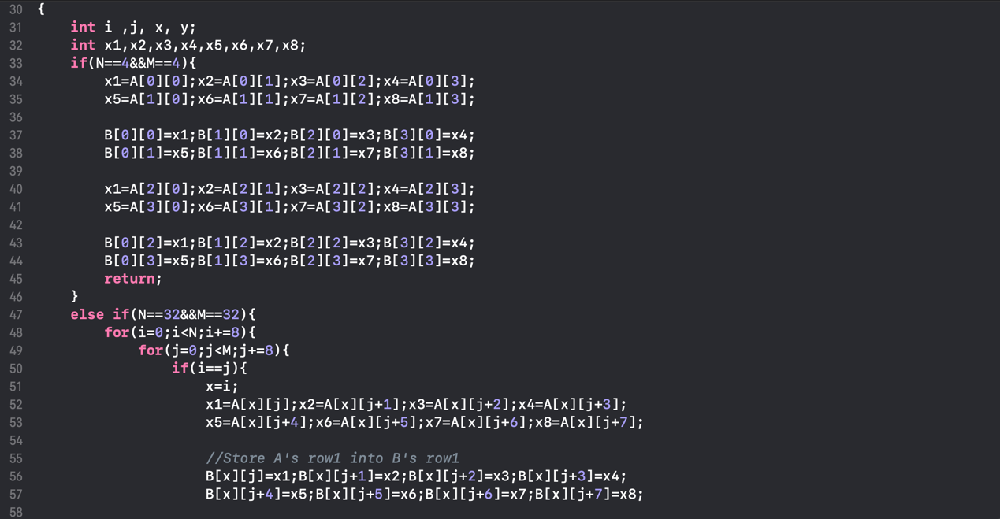 30 {
31 int i ,j, x, y;
32 int x1,x2,x3,x4,x5,x6,x7,x8;
33 if(N==4&&M==4){
34 x1=A[0][0];x2=A[0][1];x3=A[0][2];x4=A[0][3];
35 x5=A[1][0];x6=A[1][1];x7=A[1][2];x8=A[1][3];
36
37 B[0][0]=x1;B[1][0]=x2;B[2][0]=x3;B[3][0]=x4;
38 B[0][1]=x5;B[1][1]=x6;B[2][1]=x7;B[3][1]=x8;
39
40 x1=A[2][0];x2=A[2][1];x3=A[2][2];x4=A[2][3];
41 x5=A[3][0];x6=A[3][1];x7=A[3][2];x8=A[3][3];
42
43 B[0][2]=x1;B[1][2]=x2;B[2][2]=x3;B[3][2]=x4;
44 B[0][3]=x5;B[1][3]=x6;B[2][3]=x7;B[3][3]=x8;
45 return;
46 }
47 else if(N==32&&M==32){
48 for(i=0;i<N;i+=8){
49 for(j=0;j<M;j+=8){
50 if(i==j){
51 x=i;
52 x1=A[x][j];x2=A[x][j+1];x3=A[x][j+2];x4=A[x][j+3];
53 x5=A[x][j+4];x6=A[x][j+5];x7=A[x][j+6];x8=A[x][j+7];
54
55 //Store A's row1 into B's row1
56 B[x][j]=x1;B[x][j+1]=x2;B[x][j+2]=x3;B[x][j+3]=x4;
57 B[x][j+4]=x5;B[x][j+5]=x6;B[x][j+6]=x7;B[x][j+7]=x8;
58